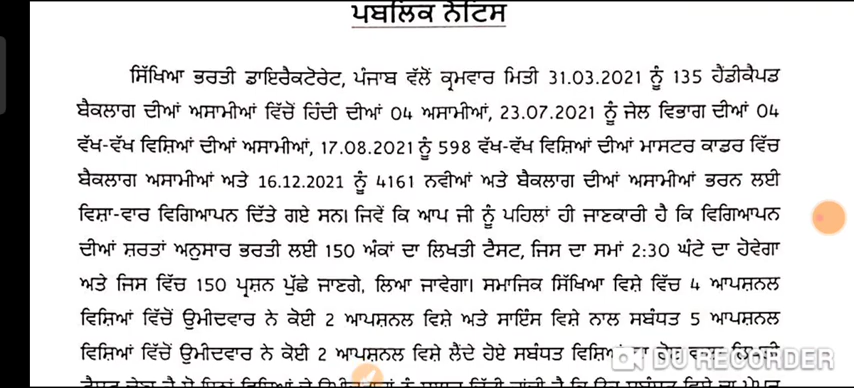 ਪਬਲਿਕ ਨੋਟਿਸ
ਸਿੱਖਿਆ ਭਰਤੀ ਡਾਇਰੈਕਟੋਰੇਟ, ਪੰਜਾਬ ਵੱਲੋਂ ਕ੍ਰਮਵਾਰ ਮਿਤੀ 31.03.2021 ਨੂੰ 135 ਹੈਂਡੀਕੈਪਡ
ਬੈਕਲਾਗ ਦੀਆਂ ਅਸਾਮੀਆਂ ਵਿੱਚੋਂ ਹਿੰਦੀ ਦੀਆਂ 04 ਅਸਾਮੀਆਂ, 23.07.2021 ਨੂੰ ਜੇਲ ਵਿਭਾਗ ਦੀਆਂ 04
ਵੱਖ-ਵੱਖ ਵਿਸ਼ਿਆਂ ਦੀਆਂ ਅਸਾਮੀਆਂ, 17.08.2021 ਨੂੰ 598 ਵੱਖ-ਵੱਖ ਵਿਸ਼ਿਆਂ ਦੀਆਂ ਮਾਸਟਰ ਕਾਡਰ ਵਿੱਚ
ਬੈਕਲਾਗ ਅਸਾਮੀਆਂ ਅਤੇ 16.12.2021 ਨੂੰ 4161 ਨਵੀਆਂ ਅਤੇ ਬੈਕਲਾਗ ਦੀਆਂ ਅਸਾਮੀਆਂ ਭਰਨ ਲਈ
ਵਿਸ਼ਾ-ਵਾਰ ਵਿਗਿਆਪਨ ਦਿੱਤੇ ਗਏ ਸਨ। ਜਿਵੇਂ ਕਿ ਆਪ ਜੀ ਨੂੰ ਪਹਿਲਾਂ ਹੀ ਜਾਣਕਾਰੀ ਹੈ ਕਿ ਵਿਗਿਆਪਨ
ਦੀਆਂ ਸ਼ਰਤਾਂ ਅਨੁਸਾਰ ਭਰਤੀ ਲਈ 150 ਅੰਕਾਂ ਦਾ ਲਿਖਤੀ ਟੈਸਟ, ਜਿਸ ਦਾ ਸਮਾਂ 2:30 ਘੰਟੇ ਦਾ ਹੋਵੇਗਾ
ਅਤੇ ਜਿਸ ਵਿੱਚ 150 ਪ੍ਰਸ਼ਨ ਪੁੱਛੇ ਜਾਣਗੇ, ਲਿਆ ਜਾਵੇਗਾ। ਸਮਾਜਿਕ ਸਿੱਖਿਆ ਵਿਸ਼ੇ ਵਿੱਚ 4 ਆਪਸ਼ਨਲ
ਵਿਸ਼ਿਆਂ ਵਿੱਚੋਂ ਉਮੀਦਵਾਰ ਨੇ ਕੋਈ 2 ਆਪਸ਼ਨਲ ਵਿਸ਼ੇ ਅਤੇ ਸਾਇੰਸ ਵਿਸ਼ੇ ਨਾਲ ਸਬੰਧਤ 5 ਆਪਸ਼ਨਲ
ਵਿਸ਼ਿਆਂ ਵਿੱਚੋਂ ਉਮੀਦਵਾਰ ਨੇ ਕੋਈ 2 ਆਪਸ਼ਨਲ ਵਿਸ਼ੇ ਲੈਂਦੇ ਹੋਏ ਸਬੰਧਤ ਵਿਸ਼ਿਆਂ
DU RECORDER